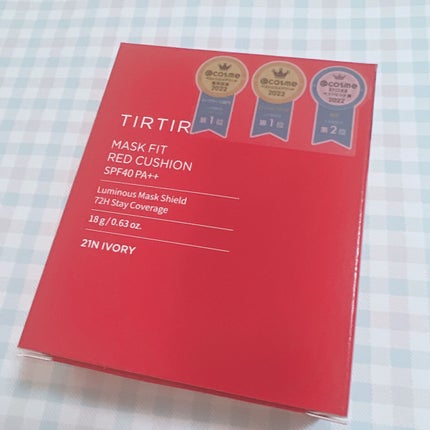 @cosme
2022
第1位
@cosme
2022
第1位
@cosme
2022
第2位
TIRTIR
MASK FIT
RED CUSHION
SPF40 PA++
Luminous Mask Shield
72H Stay Coverage
18 g / 0.63 oz.
21N IVORY